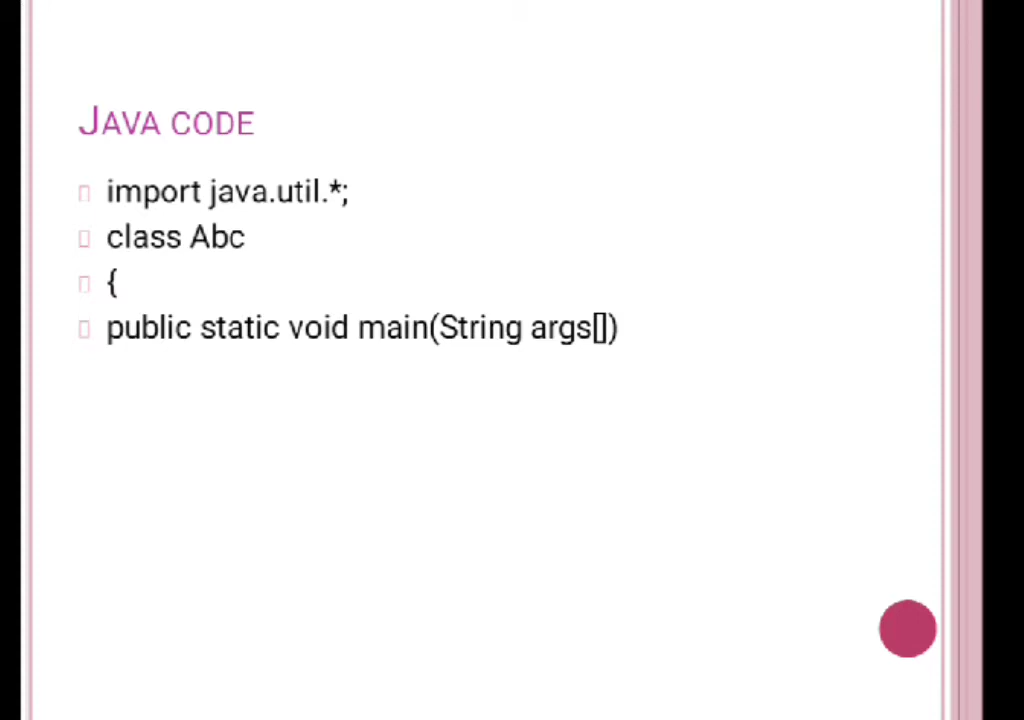 JAVA CODE
import java.util.*;
class Abc
{
public static void main(String args[])